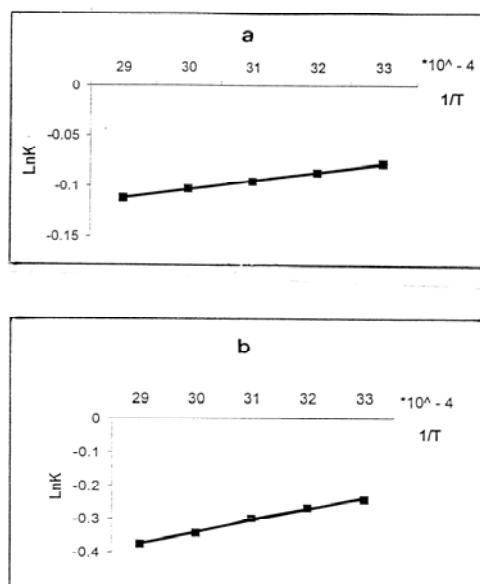 a
29 30 31 32 33 *10^ - 4
0
1/T
-0.05
LnK
-0.1
-0.15
b
29 30 31 32 33 *10^ - 4
0
1/T
-0.1
LnK
-0.2
-0.3
-0.4